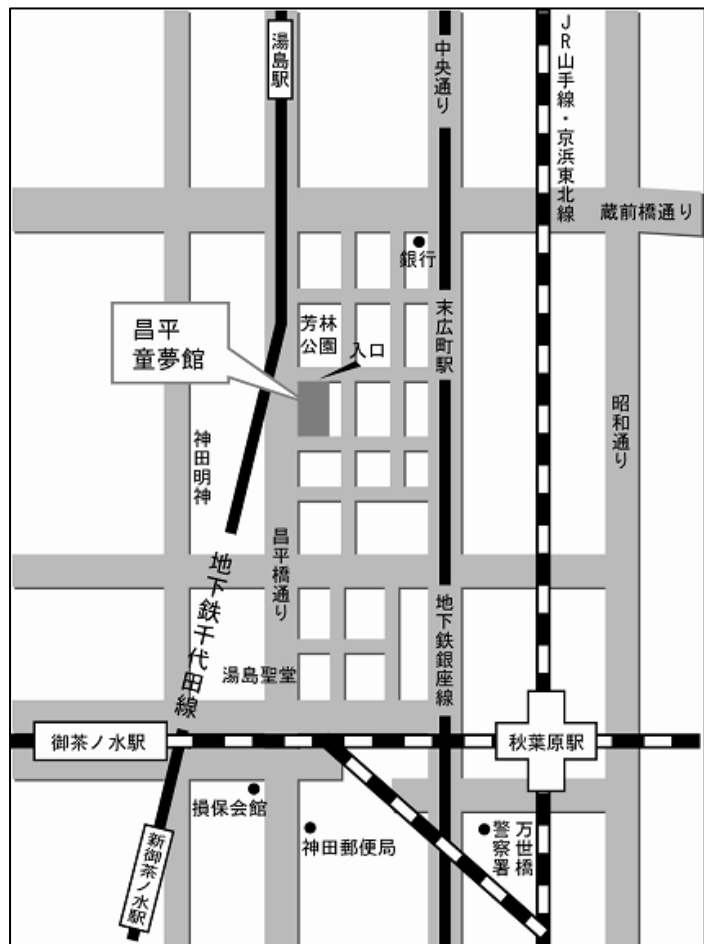 湯島駅
中央通り
JR山手線・京浜東北線
蔵前橋通り
銀行
昌平
童夢館
芳林
公園
入口
末広町駅
昭和通り
神田明神
昌平橋通り
地下鉄千代田線
地下鉄銀座線
湯島聖堂
御茶ノ水駅
秋葉原駅
損保会館
神田郵便局
万世橋
警察署
新御茶ノ水駅